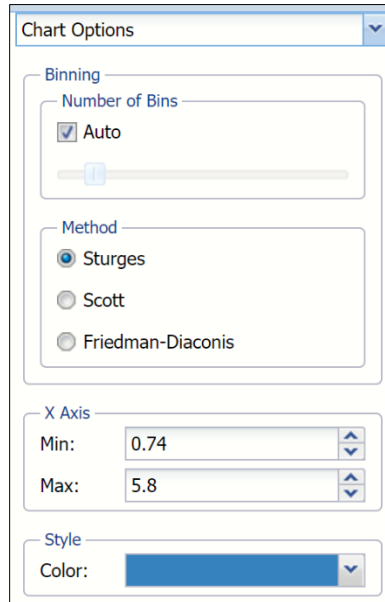 Chart Options
Binning
Number of Bins
Auto
Method
Sturges
Scott
Friedman-Diaconis
X Axis
Min: 0.74
Max: 5.8
Style
Color: